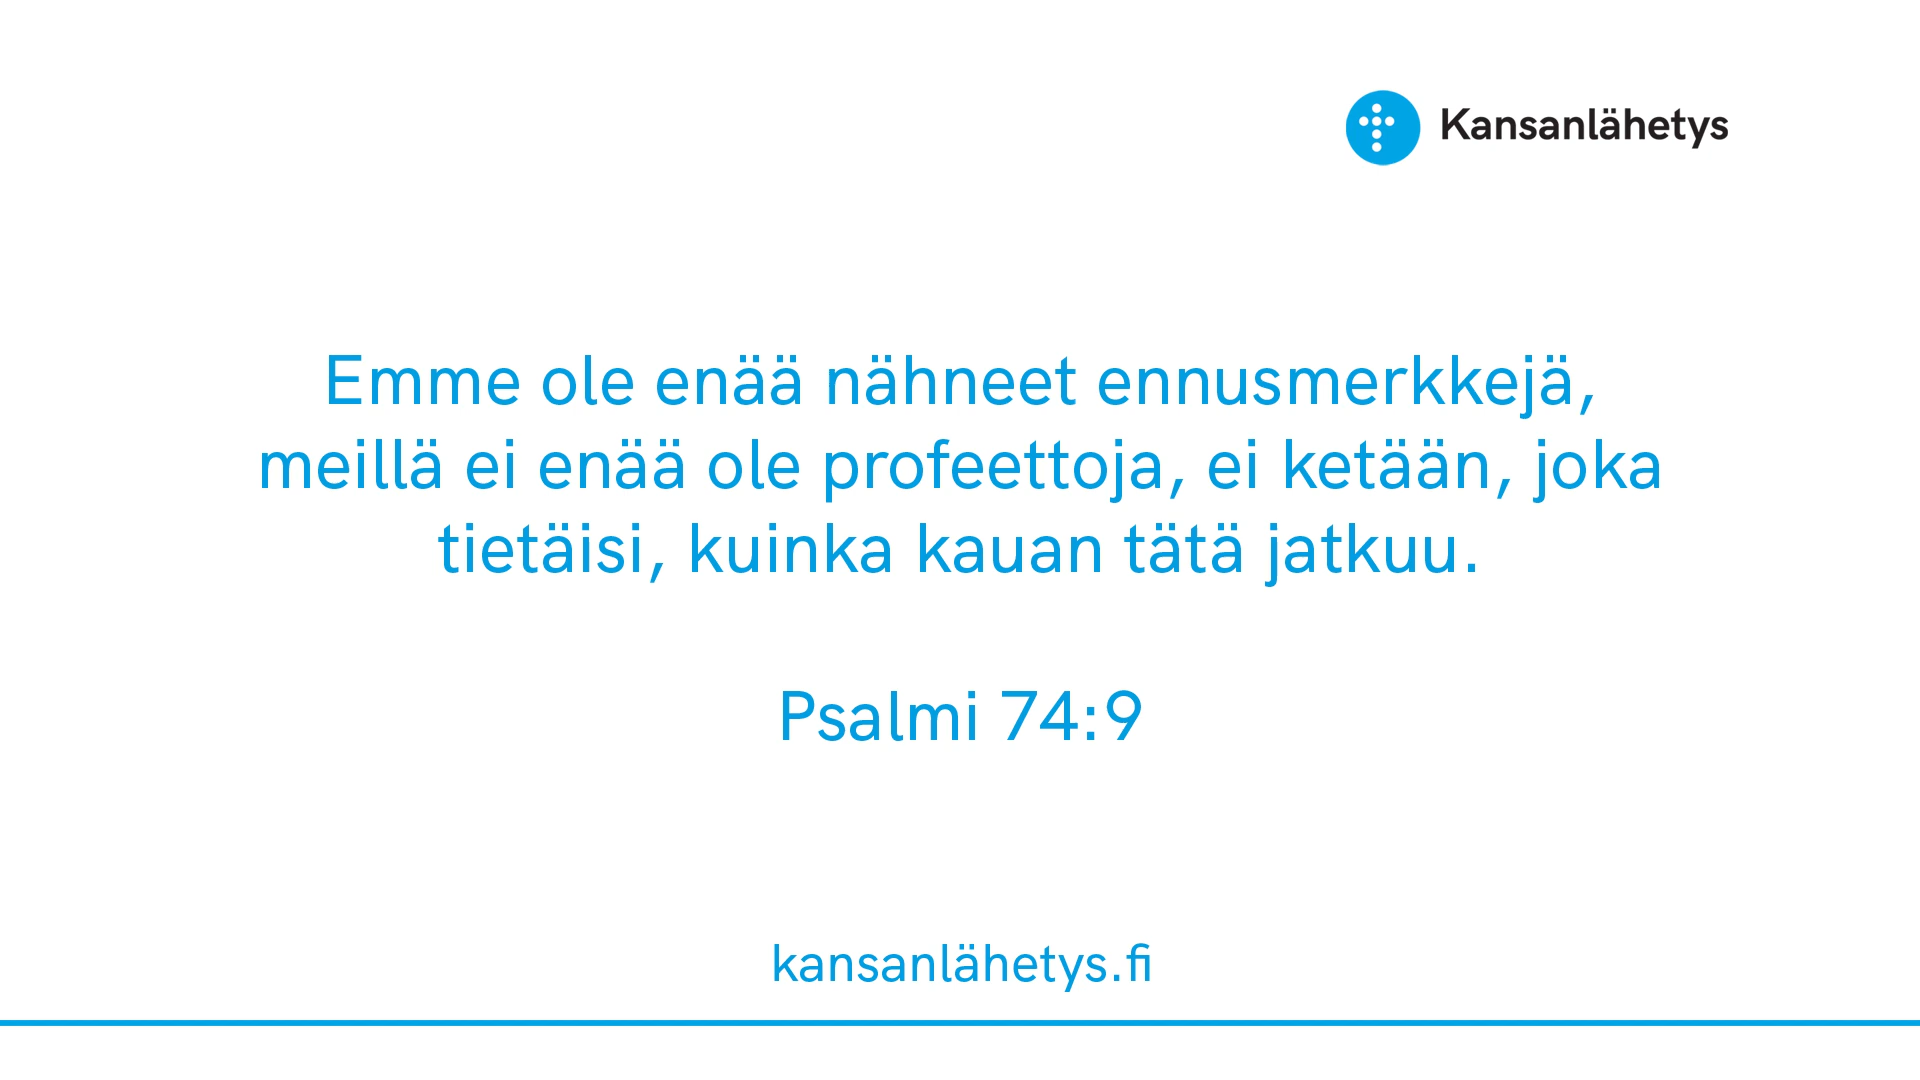 Kansanlähetys
Emme ole enää nähneet ennusmerkkejä,
meillä ei enää ole profeettoja, ei ketään, joka
tietäisi, kuinka kauan tätä jatkuu.
Psalmi 74:9
kansanlähetys.fi